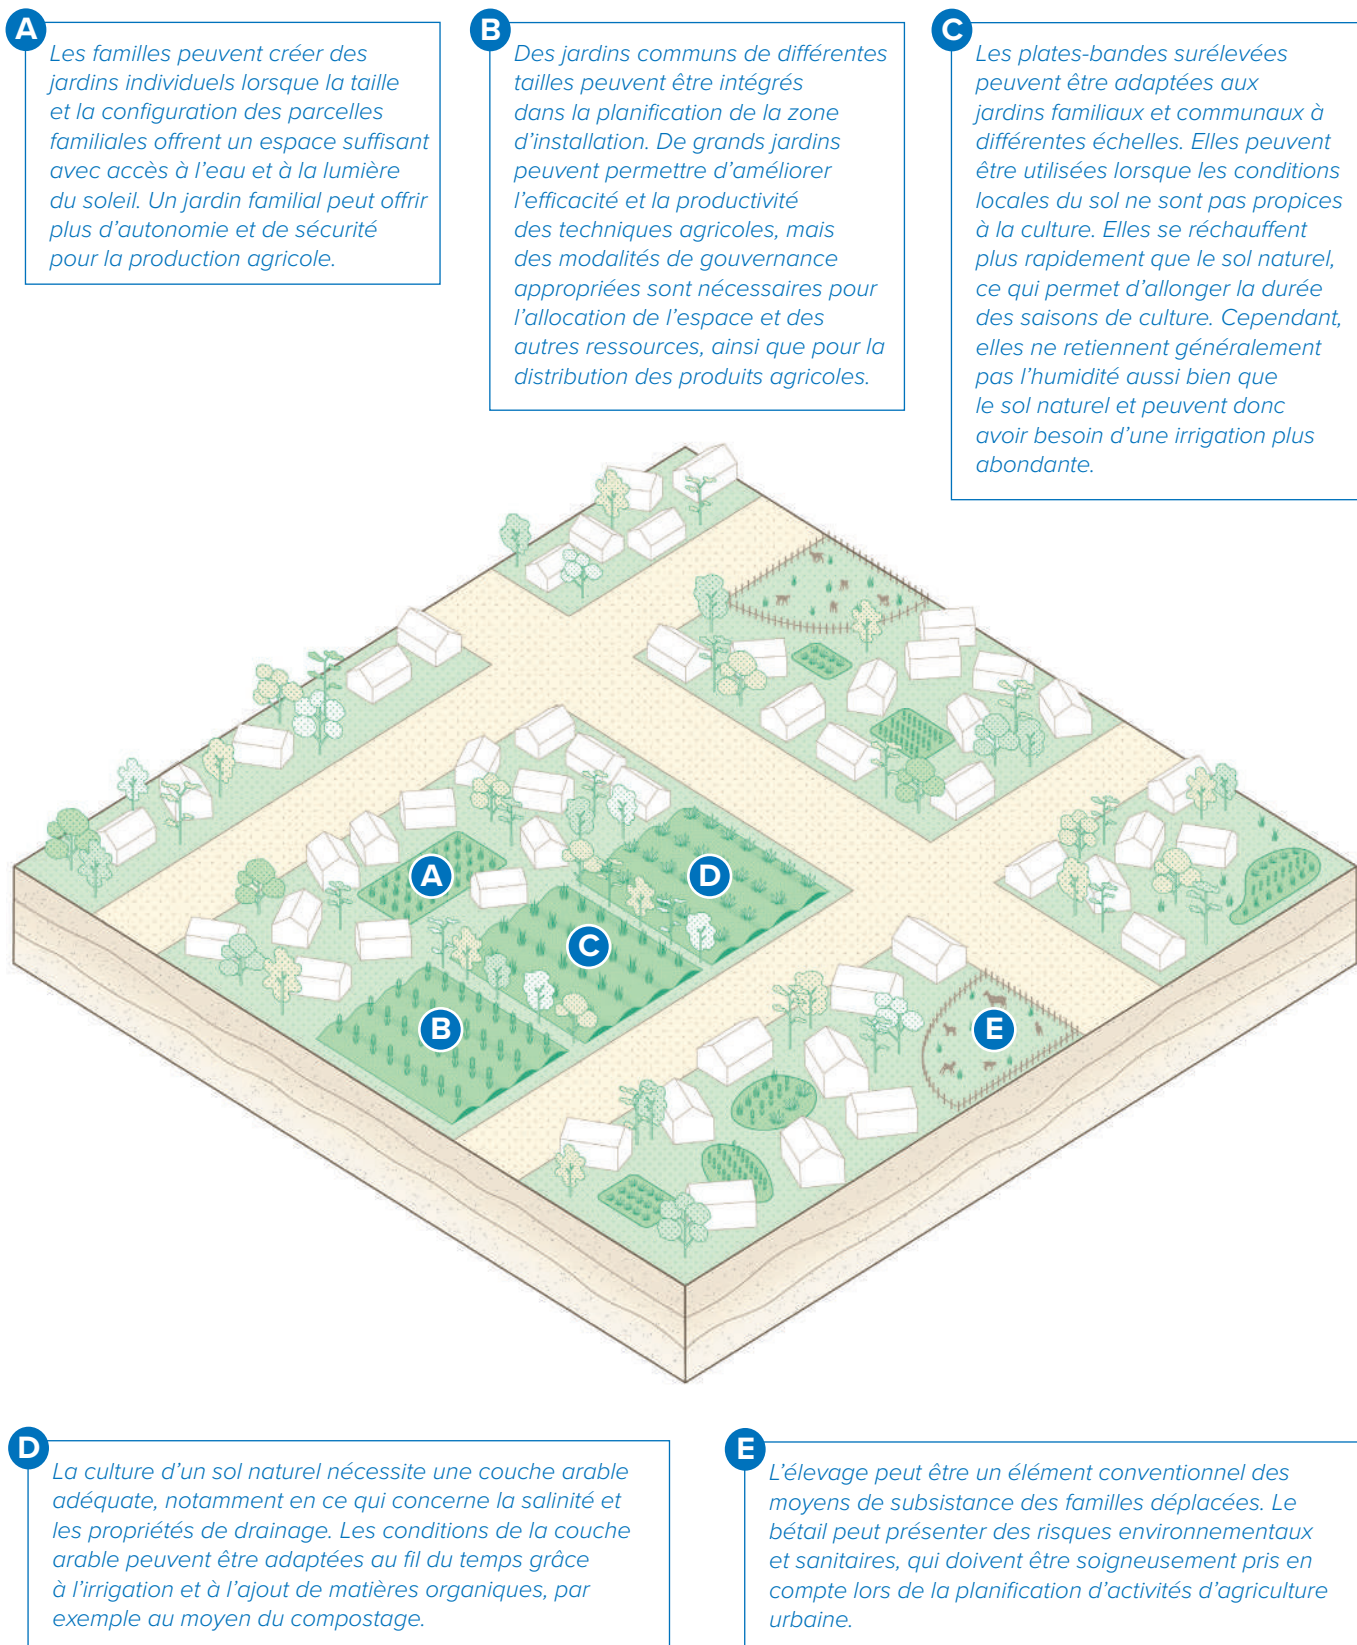 A
Les familles peuvent créer des
jardins individuels lorsque la taille
et la configuration des parcelles
familiales offrent un espace suffisant
avec accès à l’eau et à la lumière
du soleil. Un jardin familial peut offrir
plus d’autonomie et de sécurité
pour la production agricole.
B
Des jardins communs de différentes
tailles peuvent être intégrés
dans la planification de la zone
d’installation. De grands jardins
peuvent permettre d’améliorer
l’efficacité et la productivité
des techniques agricoles, mais
des modalités de gouvernance
appropriées sont nécessaires pour
l’allocation de l’espace et des
autres ressources, ainsi que pour la
distribution des produits agricoles.
C
Les plates-bandes surélevées
peuvent être adaptées aux
jardins familiaux et communaux à
différentes échelles. Elles peuvent
être utilisées lorsque les conditions
locales du sol ne sont pas propices
à la culture. Elles se réchauffent
plus rapidement que le sol naturel,
ce qui permet d’allonger la durée
des saisons de culture. Cependant,
elles ne retiennent généralement
pas l’humidité aussi bien que
le sol naturel et peuvent donc
avoir besoin d’une irrigation plus
abondante.
A
D
C
B
E
D
La culture d’un sol naturel nécessite une couche arable
adéquate, notamment en ce qui concerne la salinité et
les propriétés de drainage. Les conditions de la couche
arable peuvent être adaptées au fil du temps grâce
à l’irrigation et à l’ajout de matières organiques, par
exemple au moyen du compostage.
E
L’élevage peut être un élément conventionnel des
moyens de subsistance des familles déplacées. Le
bétail peut présenter des risques environnementaux
et sanitaires, qui doivent être soigneusement pris en
compte lors de la planification d’activités d’agriculture
urbaine.